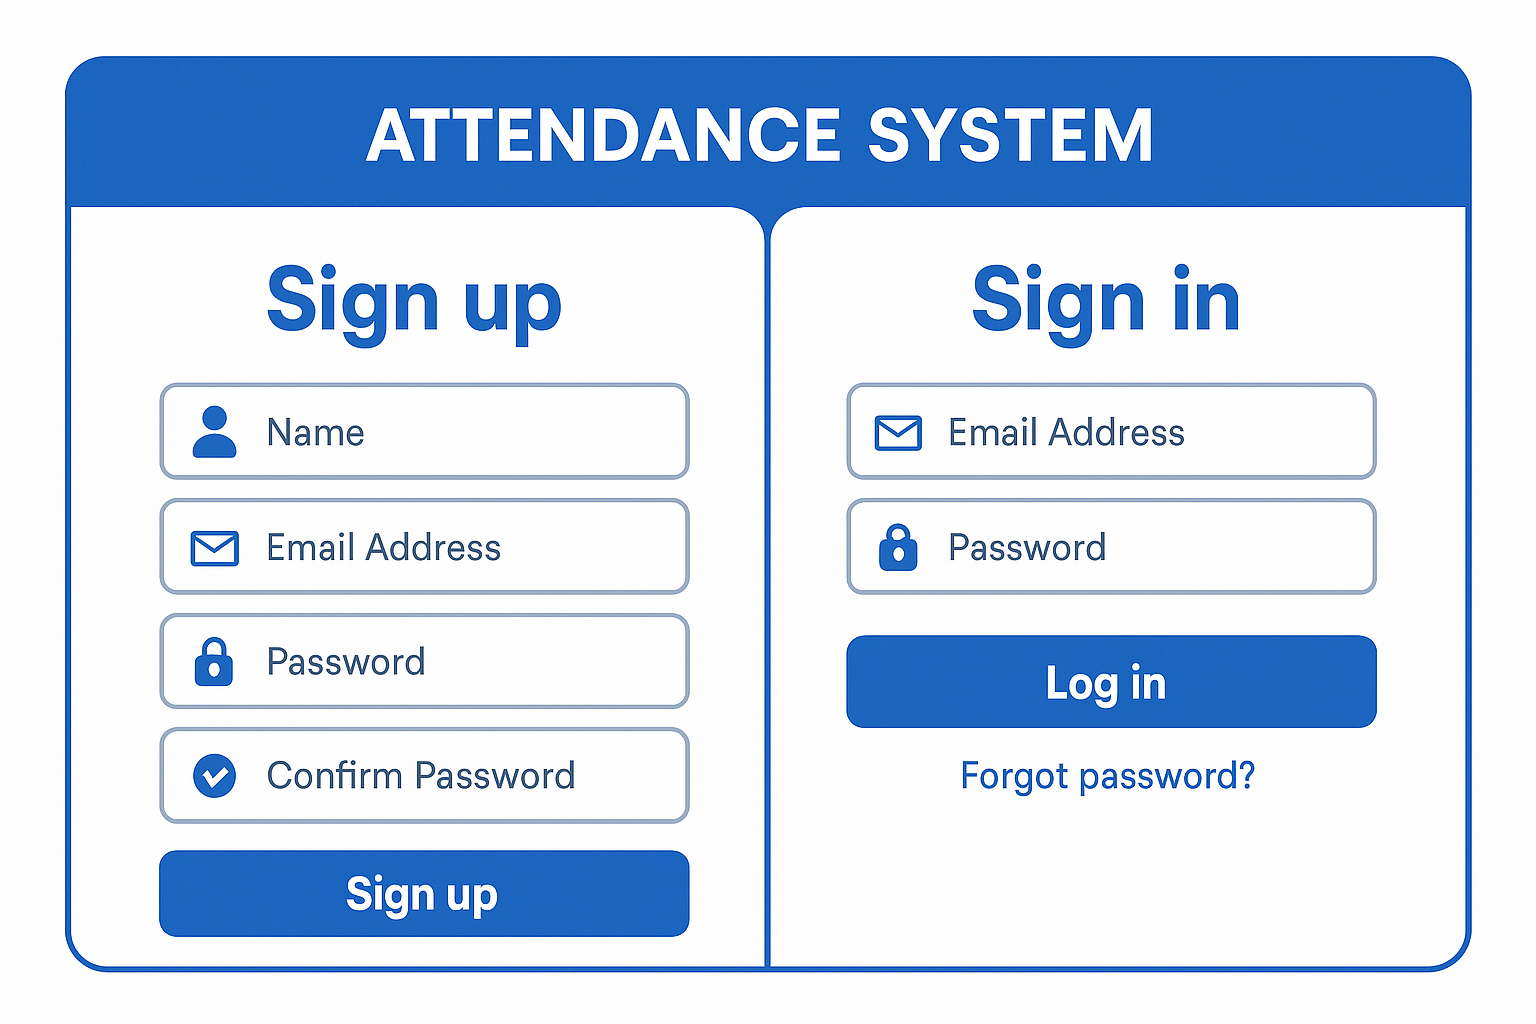 ATTENDANCE SYSTEM
Sign up
Name
Email Address
Password
Confirm Password
Sign up
Sign in
Email Address
Password
Log in
Forgot password?